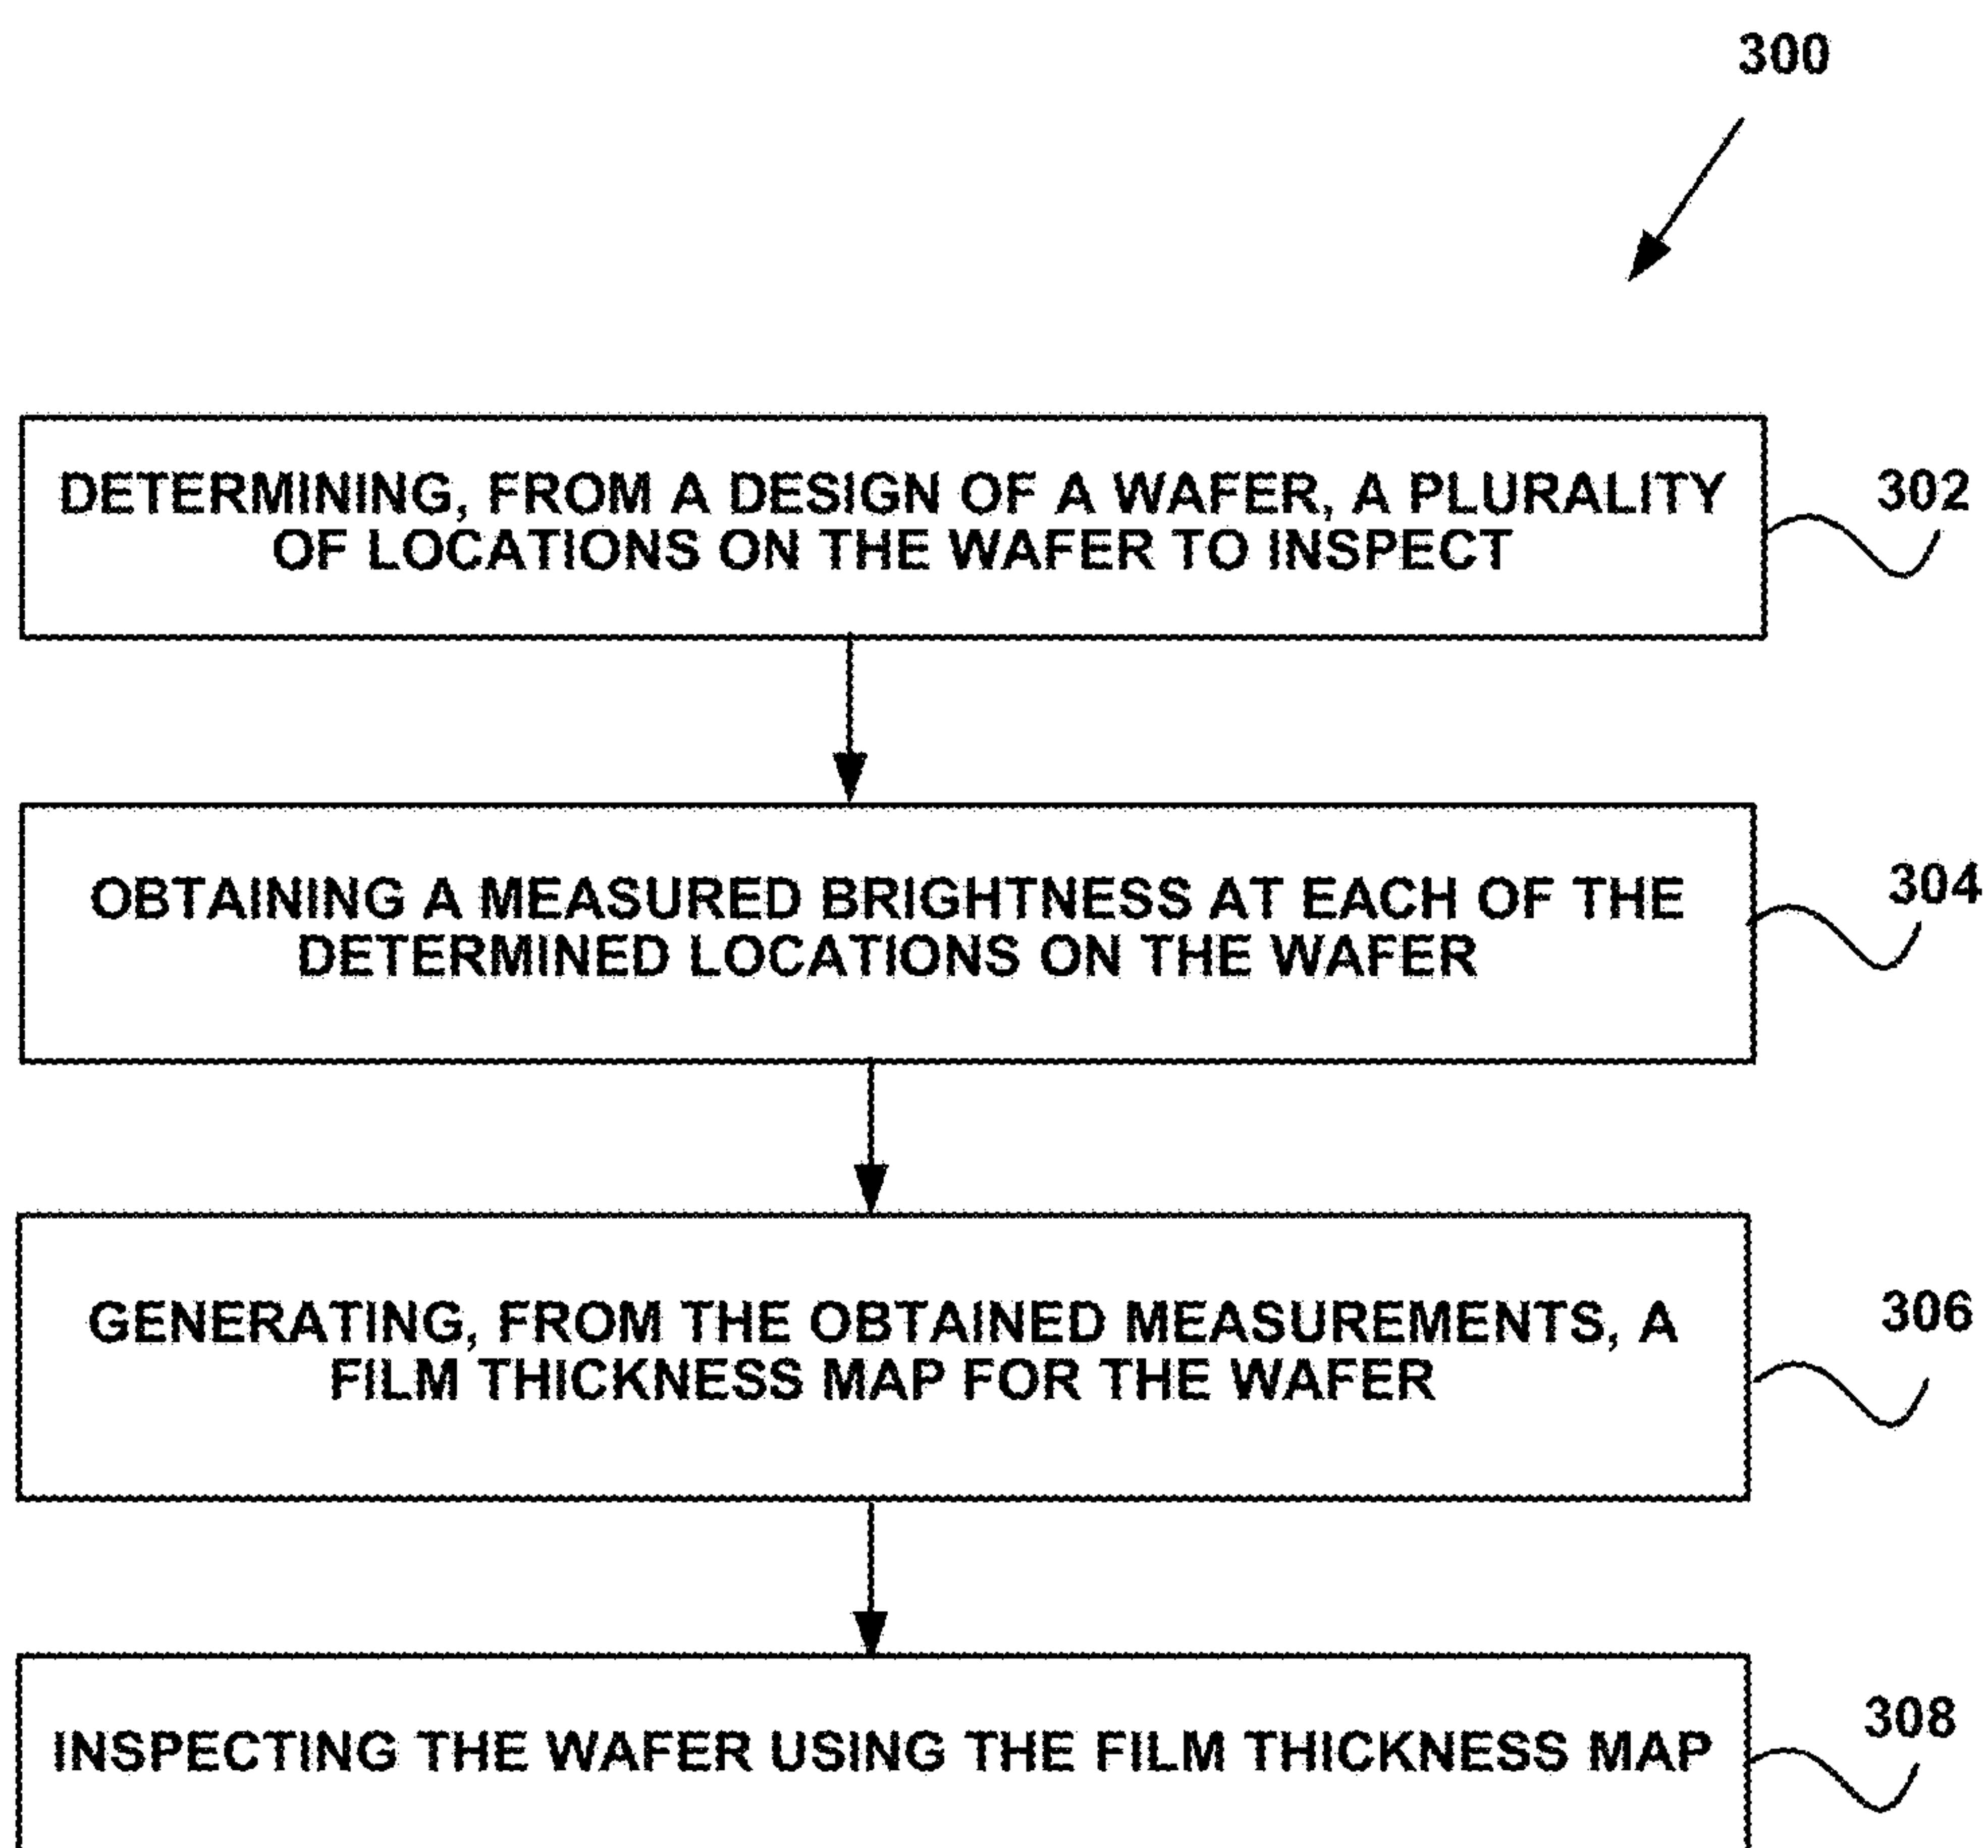 300
DETERMINING, FROM A DESIGN OF A WAFER, A PLURALITY
OF LOCATIONS ON THE WAFER TO INSPECT
302
OBTAINING A MEASURED BRIGHTNESS AT EACH OF THE
DETERMINED LOCATIONS ON THE WAFER
304
GENERATING, FROM THE OBTAINED MEASUREMENTS, A
FILM THICKNESS MAP FOR THE WAFER
306
INSPECTING THE WAFER USING THE FILM THICKNESS MAP
308